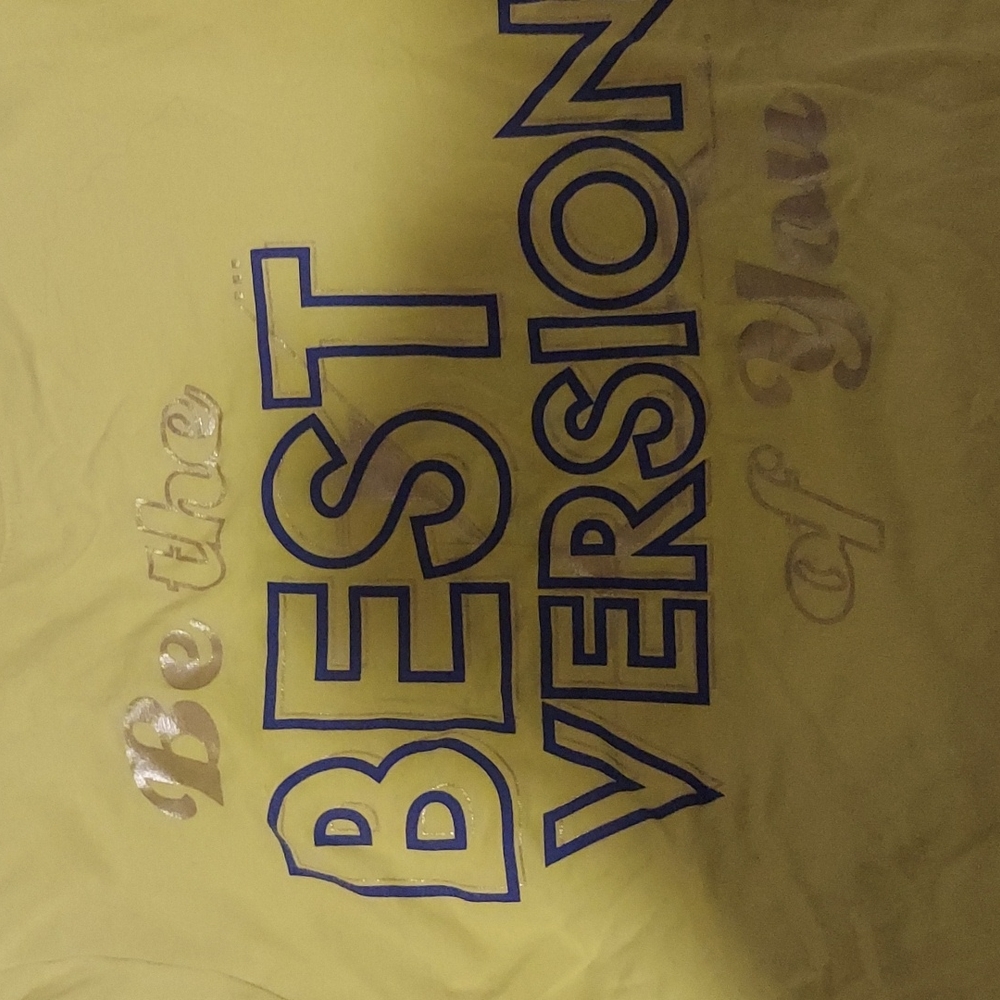 Be the
...
BEST
VERSION
of You